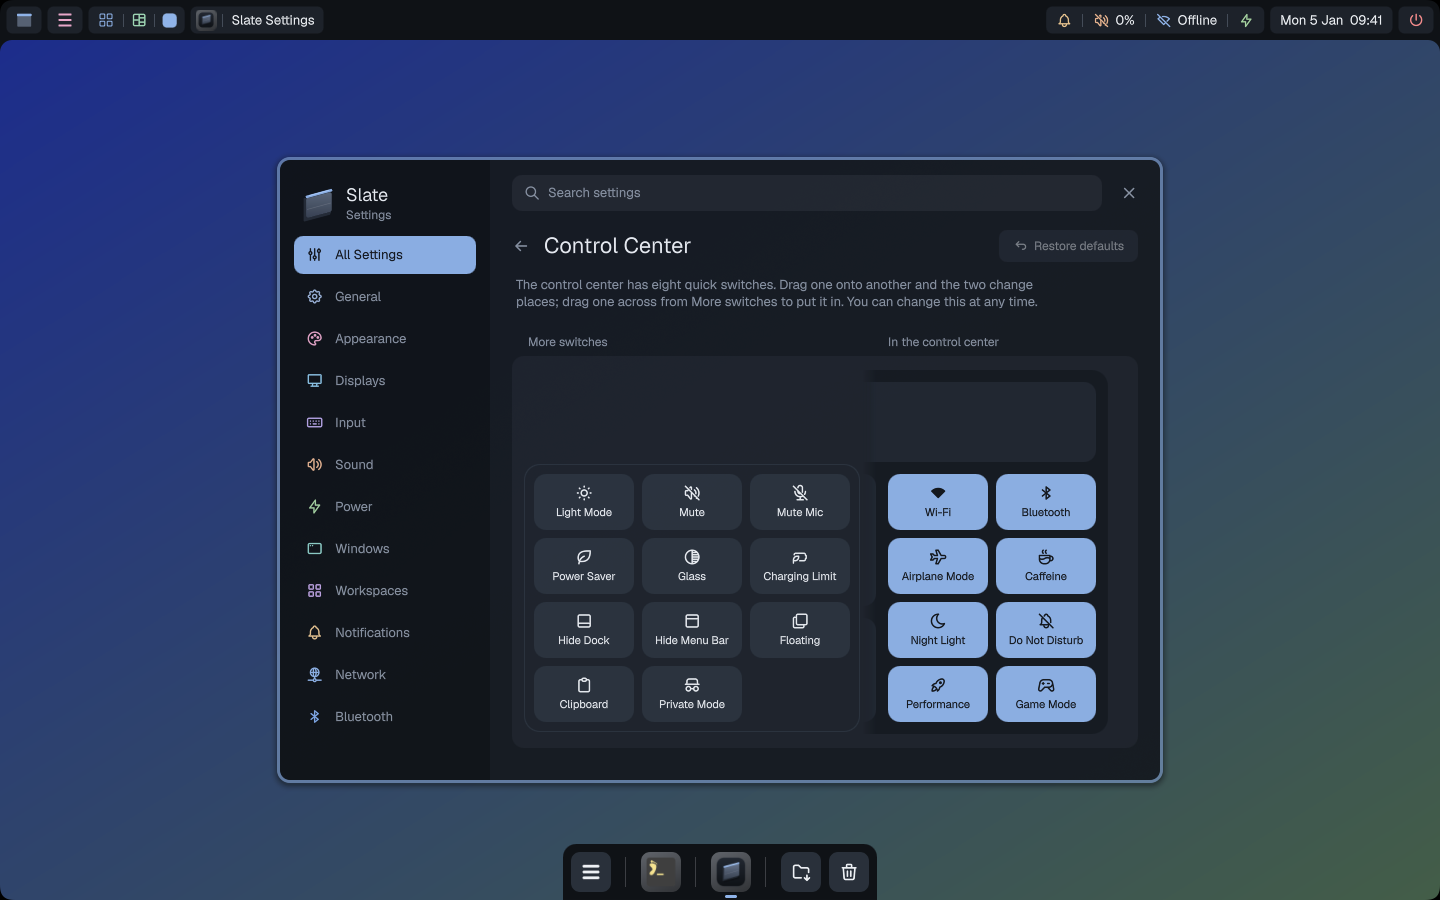 Slate Settings
0%
Offline
Mon 5 Jan 09:41
Slate
Settings
Search settings
All Settings
General
Appearance
Displays
Input
Sound
Power
Windows
Workspaces
Notifications
Network
Bluetooth
Control Center
Restore defaults
The control center has eight quick switches. Drag one onto another and the two change
places; drag one across from More switches to put it in. You can change this at any time.
More switches
In the control center
Light Mode
Mute
Mute Mic
Wi-Fi
Bluetooth
Power Saver
Glass
Charging Limit
Airplane Mode
Caffeine
Hide Dock
Hide Menu Bar
Floating
Night Light
Do Not Disturb
Clipboard
Private Mode
Performance
Game Mode